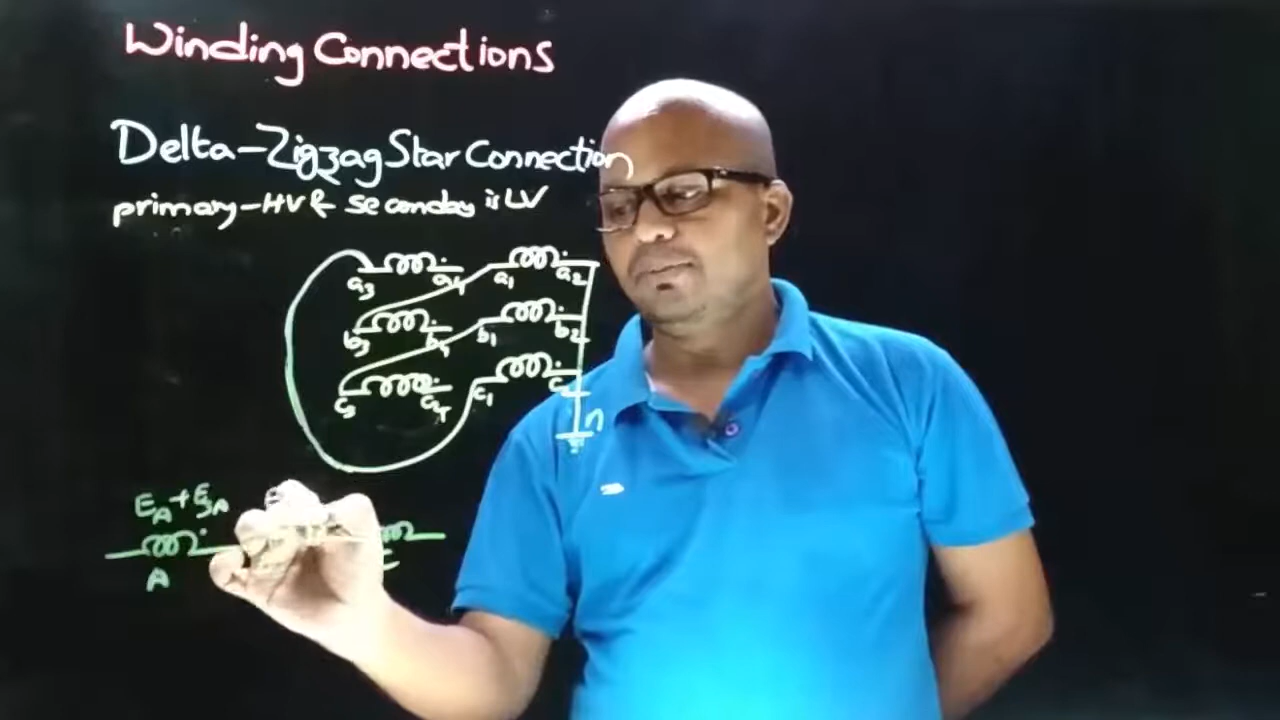 Winding Connections
Delta-Zigzag Star Connection
primary-HV & Secondary is LV
a3 a4 a1 a2
b3 b4 b1 b2
c3 c4 c1
n
EA + E3A
A